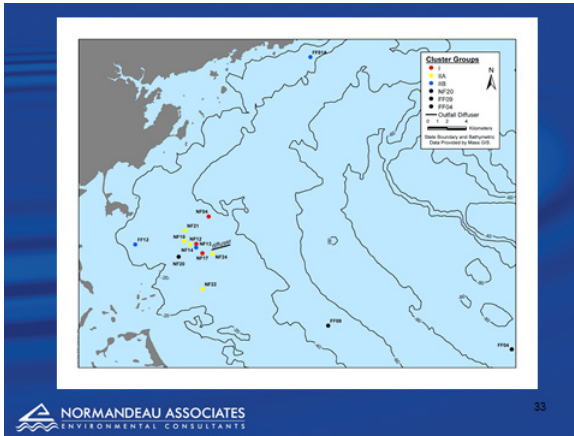 FF01A
Cluster Groups
I
IIA
IIB
NF20
FF09
FF04
Outfall Diffuser
0 1 2 4
Kilometers
State Boundary and Bathymetric
Data Provided by Mass GIS.
N
NF04
NF21
FF12
NF12
NF13
NF14
NF17
NF24
NF20
NF22
FF09
FF04
33
NORMANDEAU ASSOCIATES
ENVIRONMENTAL CONSULTANTS